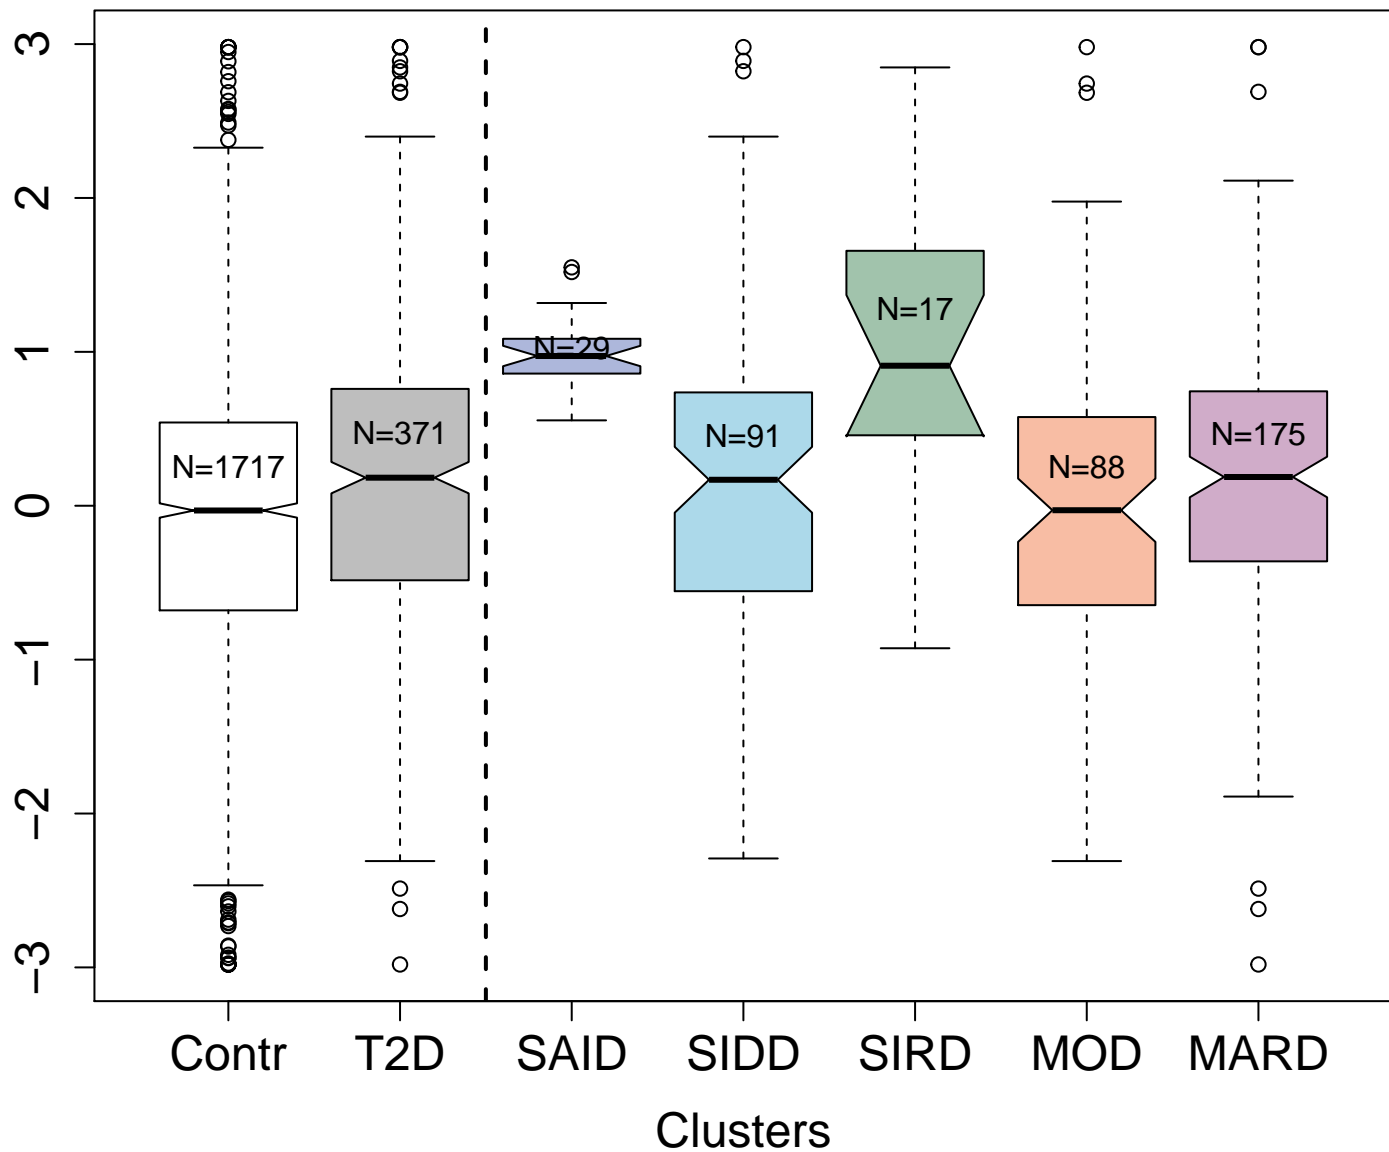 3
2
1
0
−1
−2
−3
N=1717
N=371
N=29
N=91
N=17
N=88
N=175
Contr T2D SAID SIDD SIRD MOD MARD
Clusters